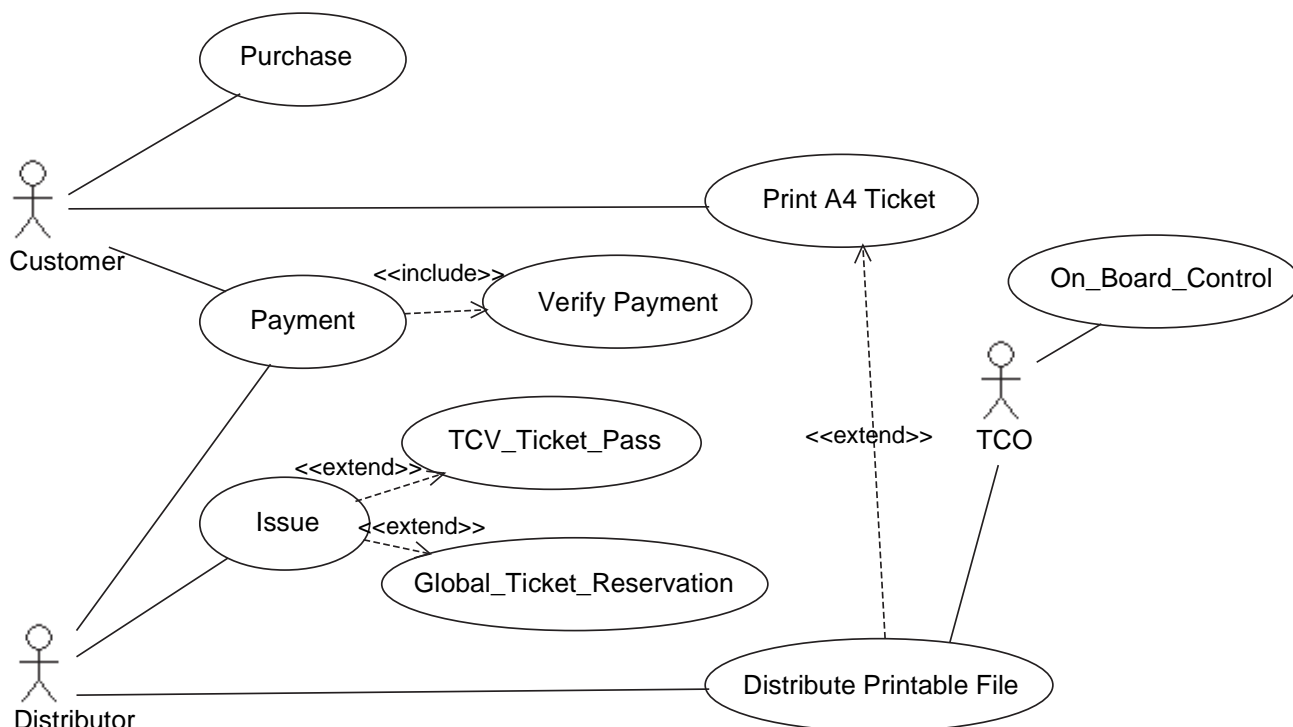 Purchase
Print A4 Ticket
Customer
<<include>>
On_Board_Control
Verify Payment
Payment
TCV_Ticket_Pass
<<extend>>
TCO
<<extend>>
Issue
<<extend>>
Global_Ticket_Reservation
Distribute Printable File
Distributor